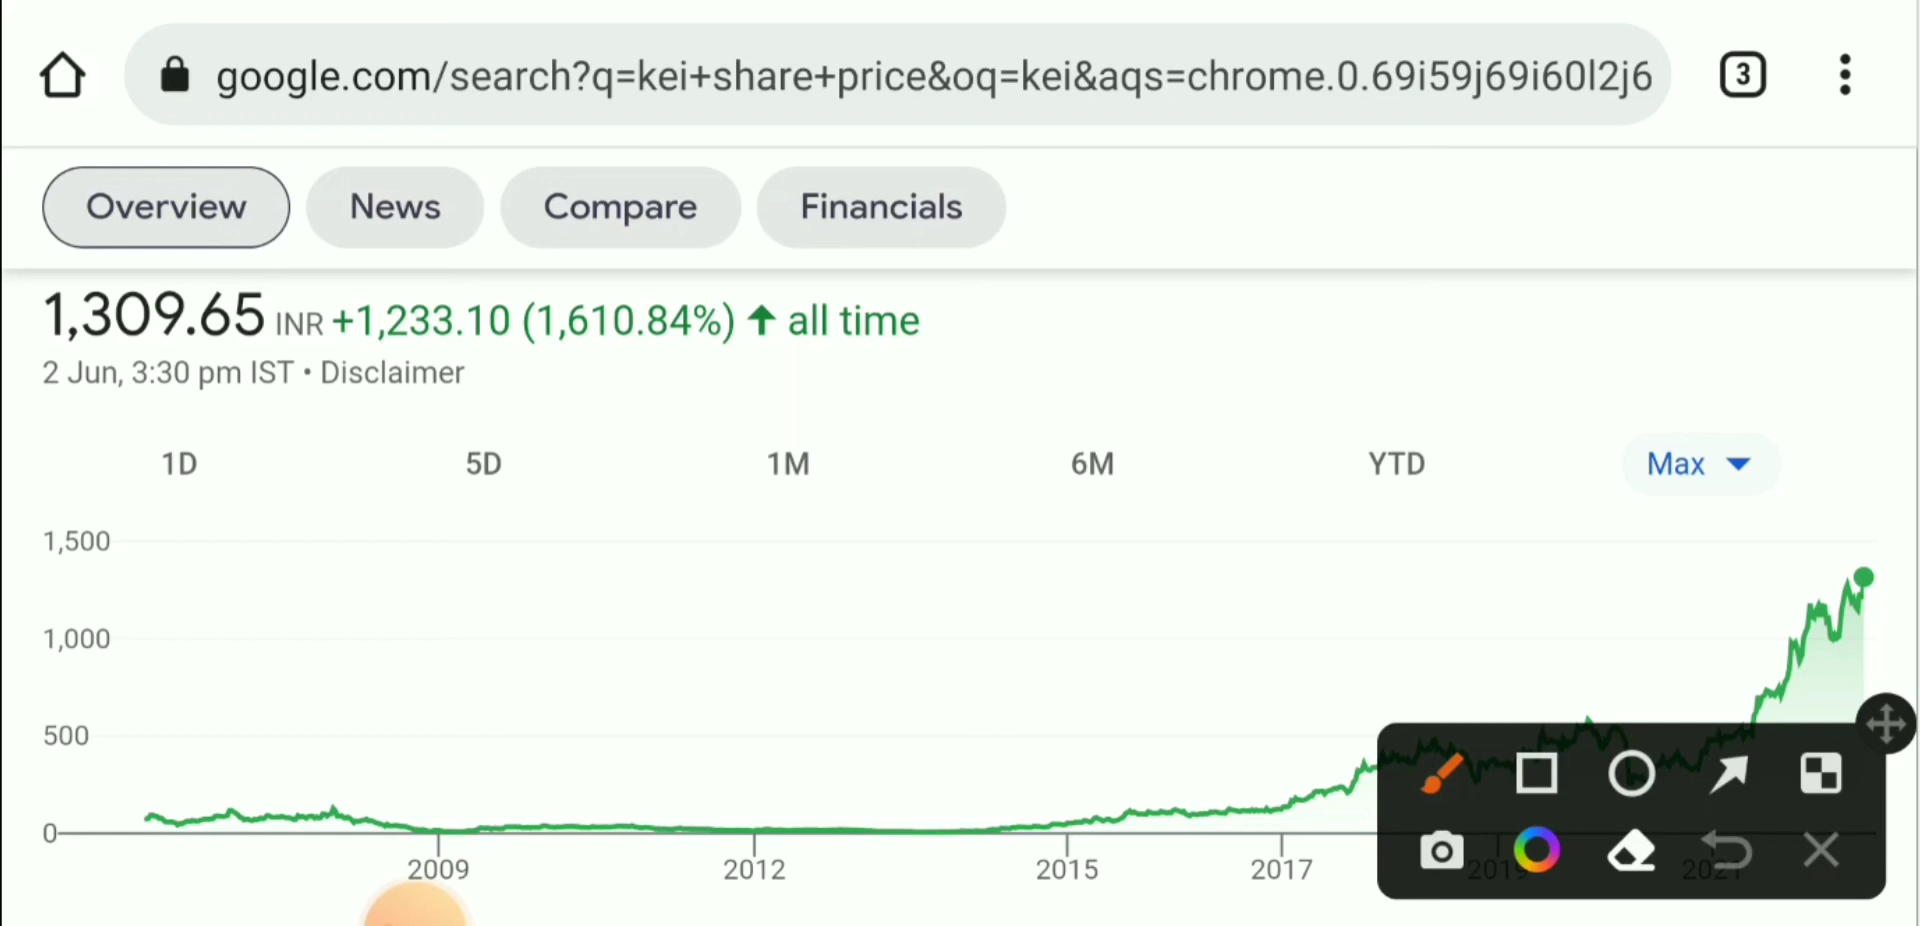 google.com/search?q=kei+share+price&oq=kei&aqs=chrome.0.69i59j69i60l2j6
3
Overview News Compare Financials
1,309.65 INR +1,233.10 (1,610.84%) ↑ all time
2 Jun, 3:30 pm IST • Disclaimer
1D 5D 1M 6M YTD Max
1,500
1,000
500
0
2009 2012 2015 2017 2019 2021